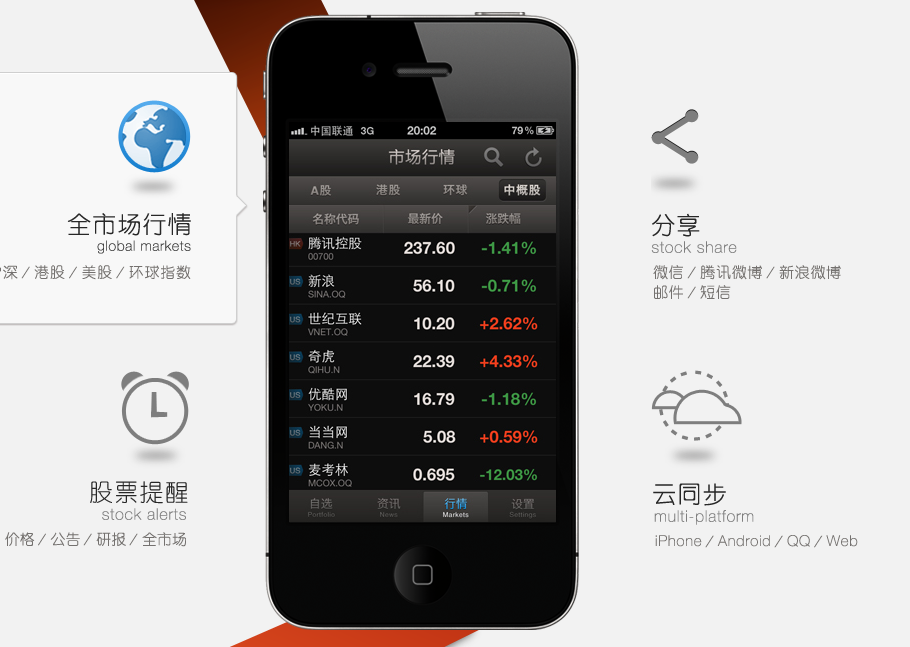 全市场行情
global markets
深 / 港股 / 美股 / 环球指数
股票提醒
stock alerts
价格 / 公告 / 研报 / 全市场
中国联通 3G 20:02 79%
市场行情
A股 港股 环球 中概股
名称代码 最新价 涨跌幅
HK 腾讯控股 237.60 -1.41%
00700
US 新浪 56.10 -0.71%
SINA.OQ
US 世纪互联 10.20 +2.62%
VNET.OQ
US 奇虎 22.39 +4.33%
QIHU.N
US 优酷网 16.79 -1.18%
YOKU.N
US 当当网 5.08 +0.59%
DANG.N
US 麦考林 0.695 -12.03%
MCOX.OQ
自选 资讯 行情 设置
Portfolio News Markets Settings
分享
stock share
微信 / 腾讯微博 / 新浪微博
邮件 / 短信
云同步
multi-platform
iPhone / Android / QQ / Web